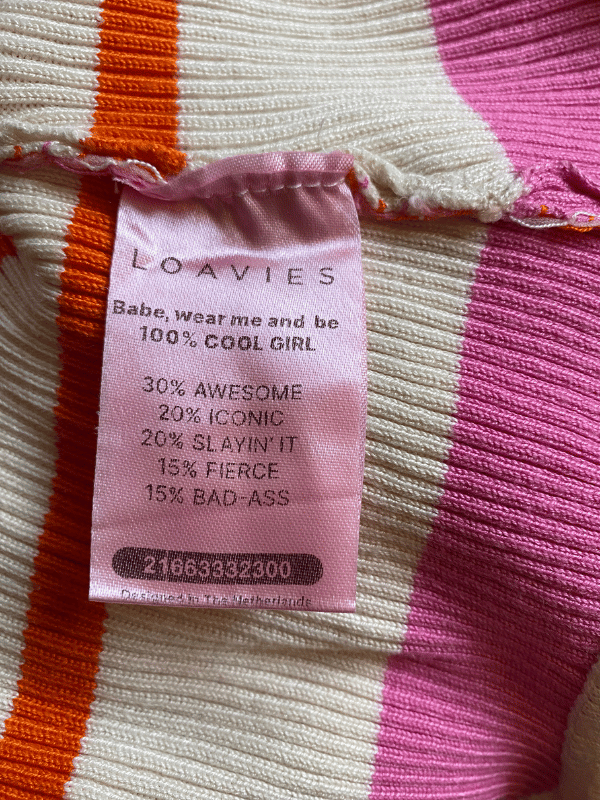 LOAVIES
Babe, wear me and be
100% COOL GIRL
30% AWESOME
20% ICONIC
20% SLAYIN' IT
15% FIERCE
15% BAD-ASS
21663332300
Designed in The Netherlands